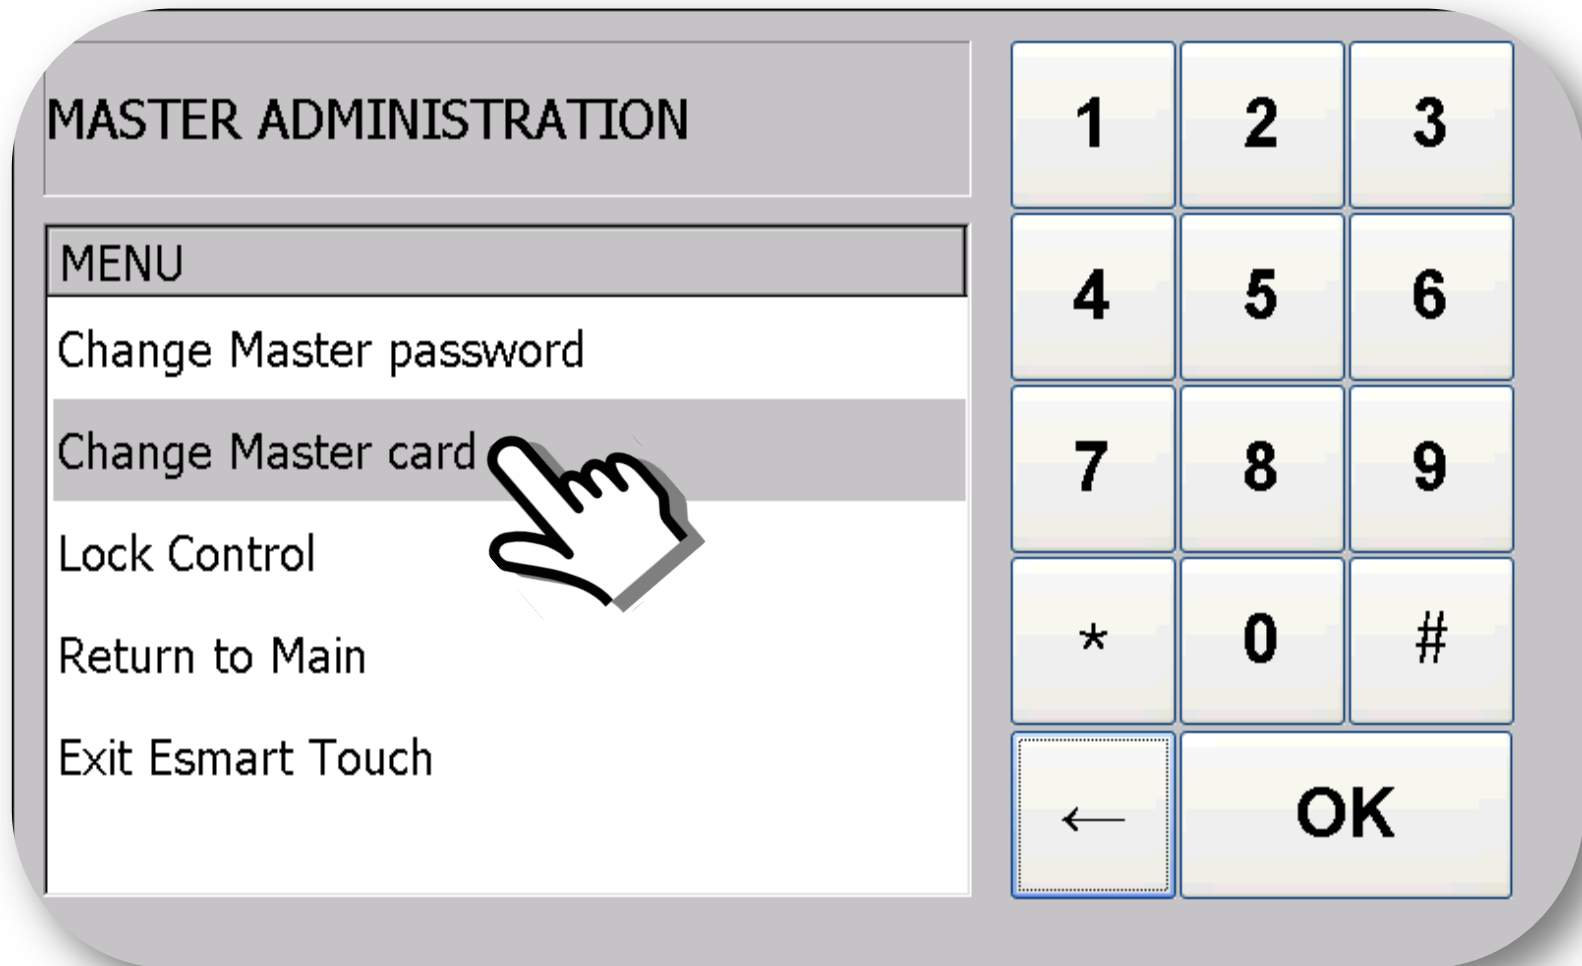 MASTER ADMINISTRATION
MENU
Change Master password
Change Master card
Lock Control
Return to Main
Exit Esmart Touch
1 2 3
4 5 6
7 8 9
* 0 #
← OK